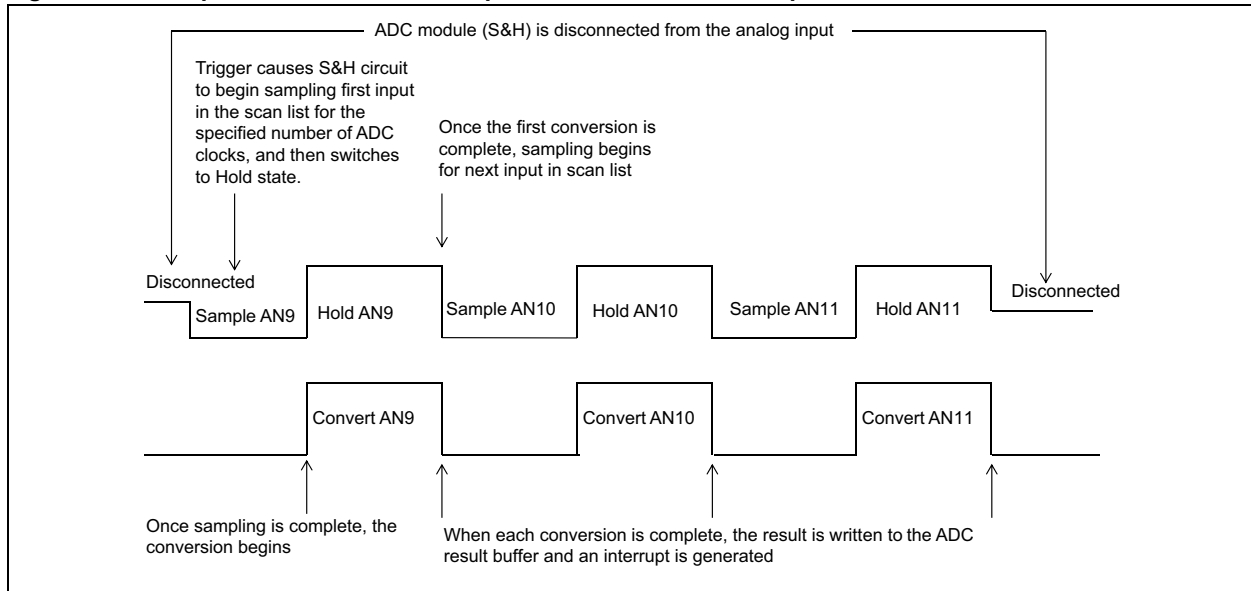 ADC module (S&H) is disconnected from the analog input
Trigger causes S&H circuit
to begin sampling first input
in the scan list for the
specified number of ADC
clocks, and then switches
to Hold state.
Once the first conversion is
complete, sampling begins
for next input in scan list
Disconnected
Sample AN9
Hold AN9
Sample AN10
Hold AN10
Sample AN11
Hold AN11
Disconnected
Convert AN9
Convert AN10
Convert AN11
Once sampling is complete, the
conversion begins
When each conversion is complete, the result is written to the ADC
result buffer and an interrupt is generated